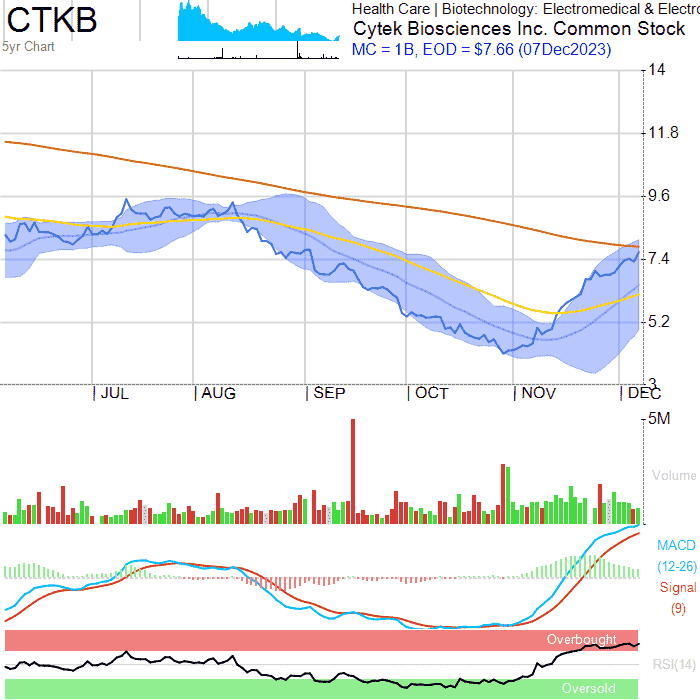 CTKB
5yr Chart
Health Care | Biotechnology: Electromedical & Electro
Cytek Biosciences Inc. Common Stock
MC = 1B, EOD = $7.66 (07Dec2023)
14
11.8
9.6
7.4
5.2
3
JUL AUG SEP OCT NOV DEC
5M
Volume
MACD
(12-26)
Signal
(9)
Overbought
RSI(14)
Oversold